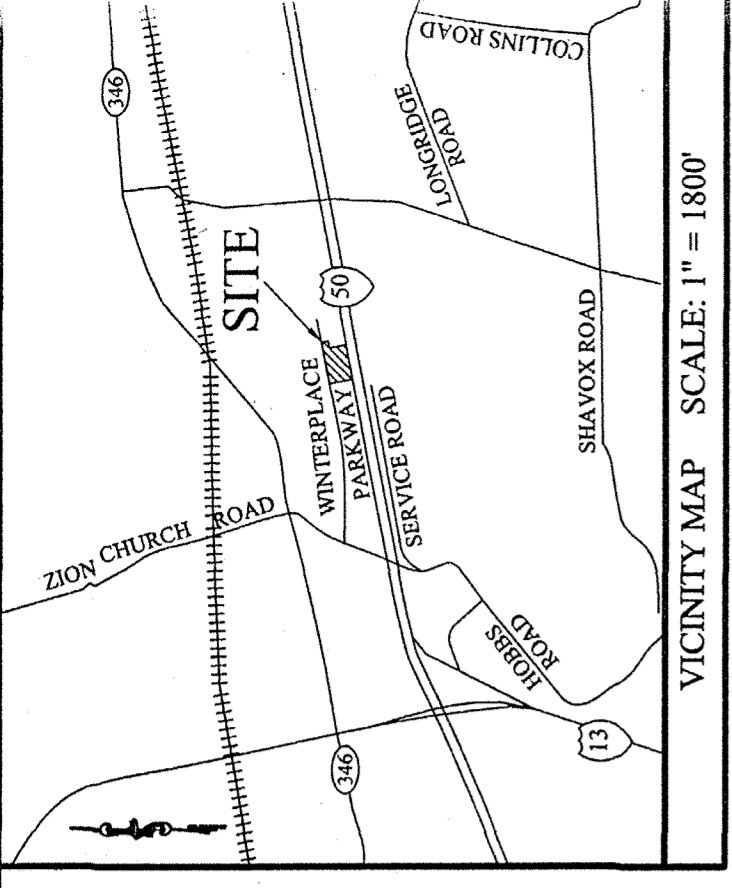 346
COLLINS ROAD
LONGRIDGE
ROAD
SITE
50
WINTERPLACE
PARKWAY
SERVICE ROAD
SHAVOX ROAD
ZION CHURCH ROAD
HOBBS
ROAD
13
346
VICINITY MAP SCALE: 1" = 1800'